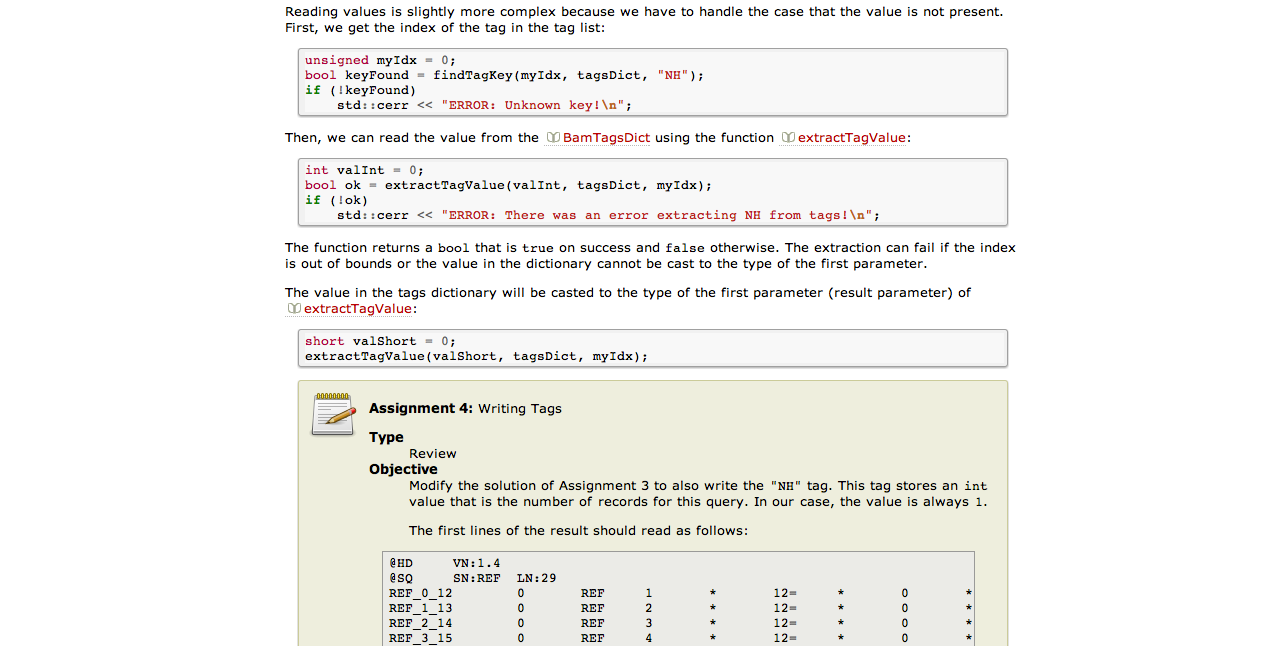 Reading values is slightly more complex because we have to handle the case that the value is not present.
First, we get the index of the tag in the tag list:
unsigned myIdx = 0;
bool keyFound = findTagKey(myIdx, tagsDict, "NH");
if (!keyFound)
    std::cerr << "ERROR: Unknown key!\n";
Then, we can read the value from the BamTagsDict using the function extractTagValue:
int valInt = 0;
bool ok = extractTagValue(valInt, tagsDict, myIdx);
if (!ok)
    std::cerr << "ERROR: There was an error extracting NH from tags!\n";
The function returns a bool that is true on success and false otherwise. The extraction can fail if the index
is out of bounds or the value in the dictionary cannot be cast to the type of the first parameter.
The value in the tags dictionary will be casted to the type of the first parameter (result parameter) of
extractTagValue:
short valShort = 0;
extractTagValue(valShort, tagsDict, myIdx);
Assignment 4: Writing Tags
Type
Review
Objective
Modify the solution of Assignment 3 to also write the "NH" tag. This tag stores an int
value that is the number of records for this query. In our case, the value is always 1.
The first lines of the result should read as follows:
@HD     VN:1.4
@SQ     SN:REF  LN:29
REF_0_12        0       REF     1       *       12=     *       0       *
REF_1_13        0       REF     2       *       12=     *       0       *
REF_2_14        0       REF     3       *       12=     *       0       *
REF_3_15        0       REF     4       *       12=     *       0       *